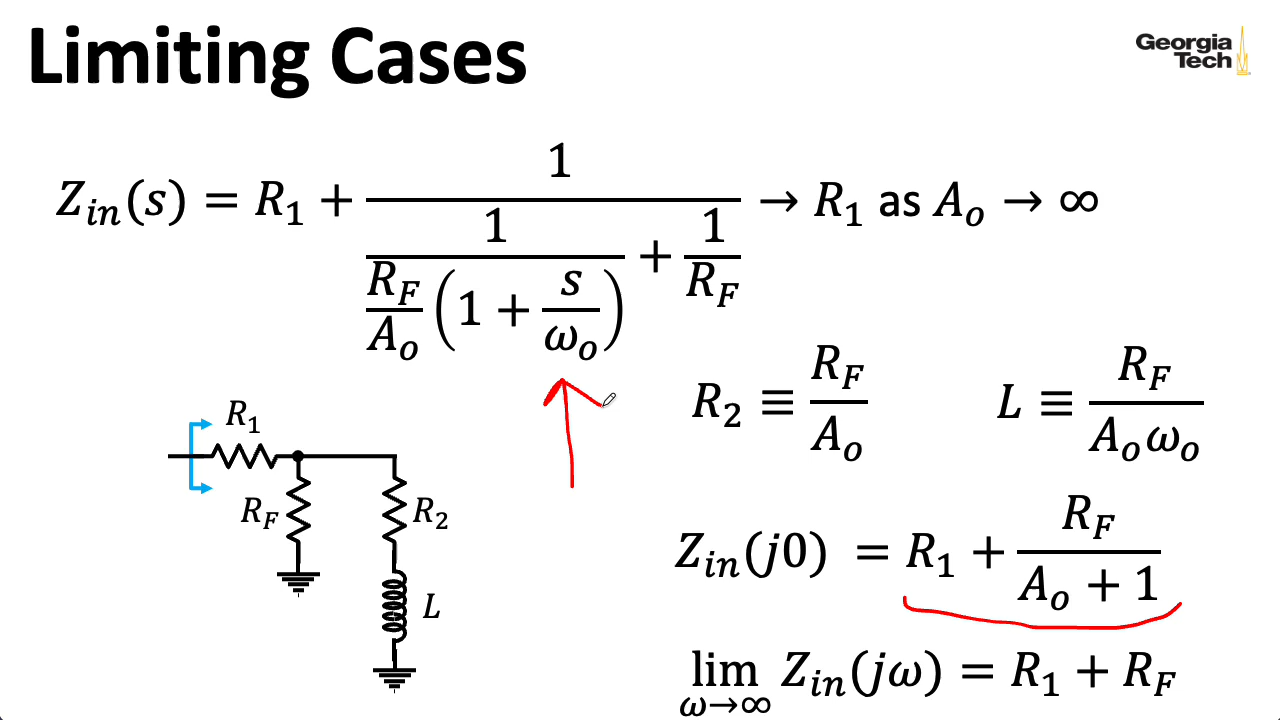 Limiting Cases
Georgia
Tech
Z_in(s) = R_1 + 1 / (1 / ((R_F / A_o)(1 + s / ω_o)) + 1 / R_F) → R_1 as A_o → ∞
R_2 ≡ R_F / A_o
L ≡ R_F / (A_o ω_o)
R_1
R_F
R_2
L
Z_in(j0) = R_1 + R_F / (A_o + 1)
lim_{ω→∞} Z_in(jω) = R_1 + R_F